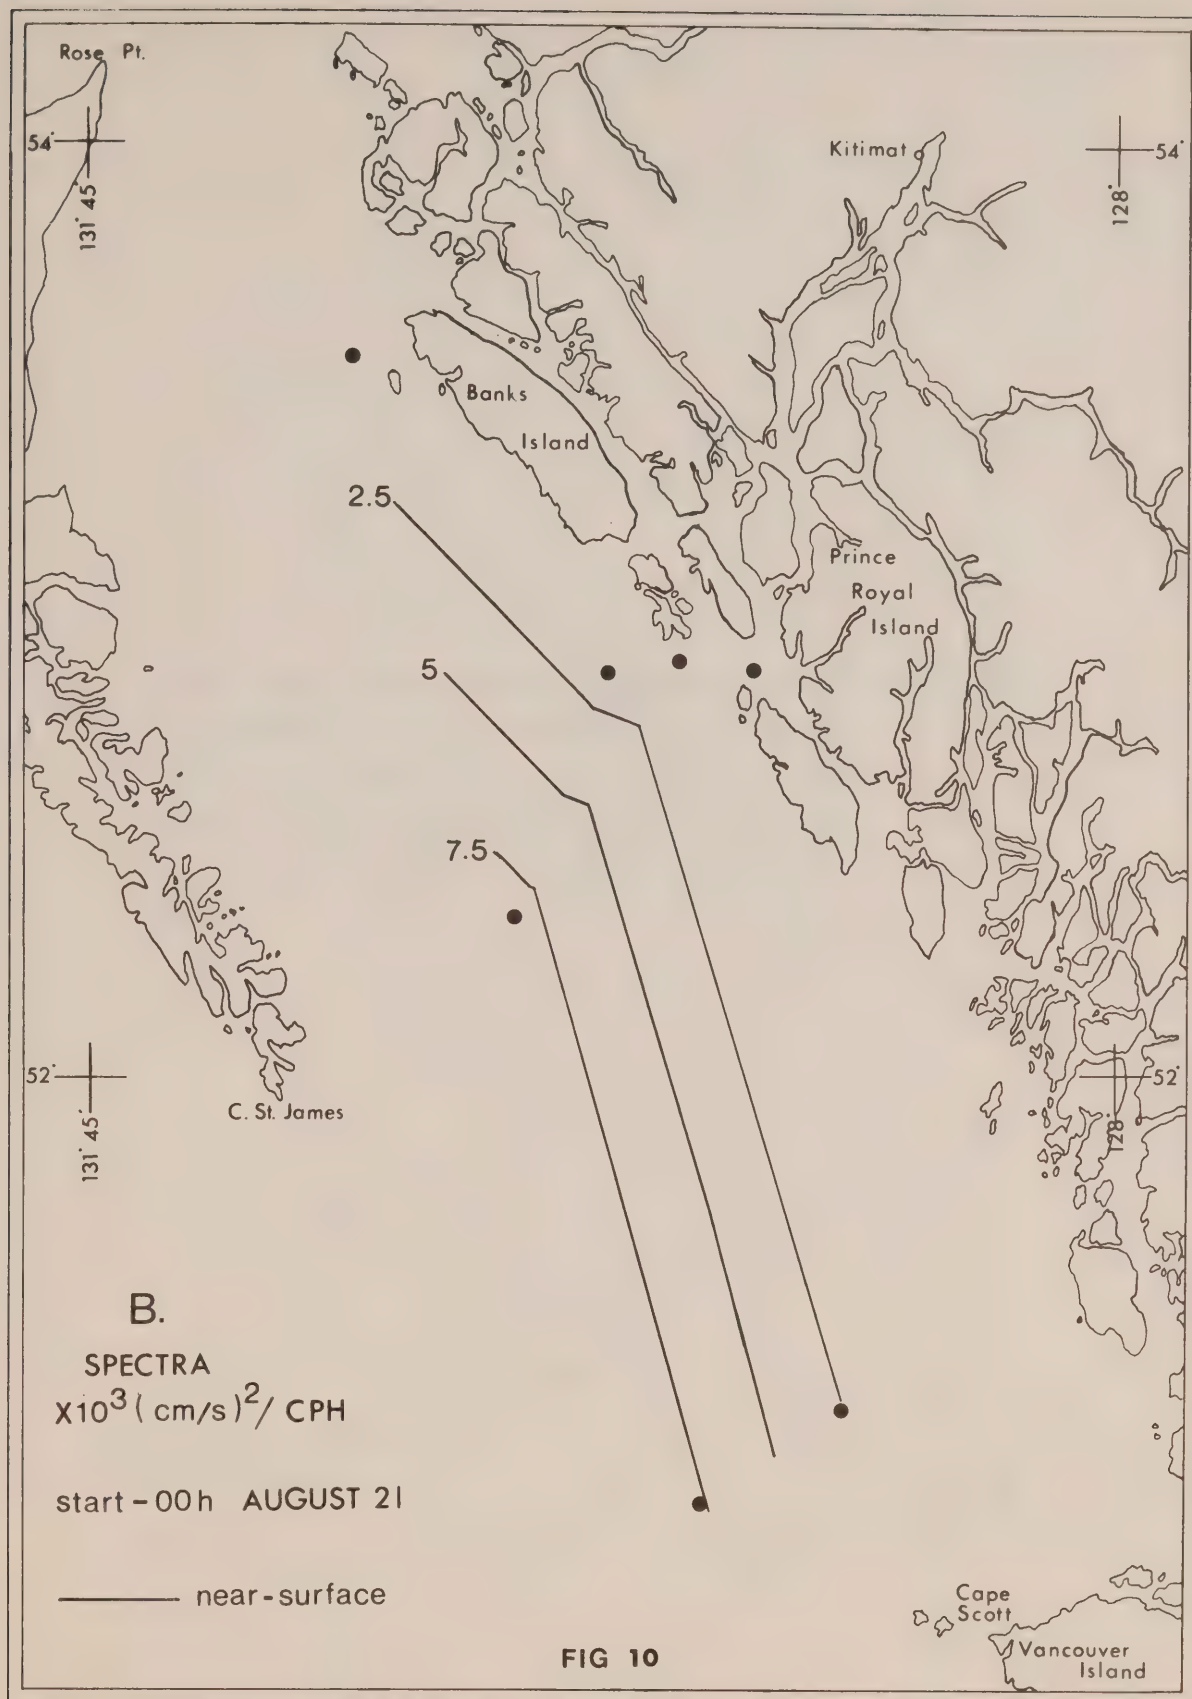 Rose Pt.
54°
131° 45'
Kitimat
54°
128°
Banks
Island
2.5
Prince
Royal
Island
5
7.5
52°
131° 45'
C. St. James
52°
128°
B.
SPECTRA
X10³ (cm/s)²/ CPH
start-00h AUGUST 21
near-surface
Cape
Scott
Vancouver
Island
FIG 10